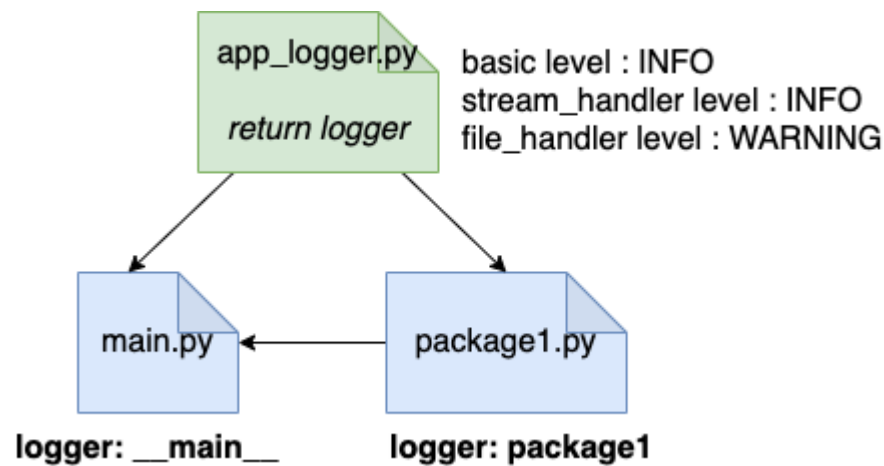 app_logger.py
return logger
basic level : INFO
stream_handler level : INFO
file_handler level : WARNING
main.py
package1.py
logger: __main__
logger: package1